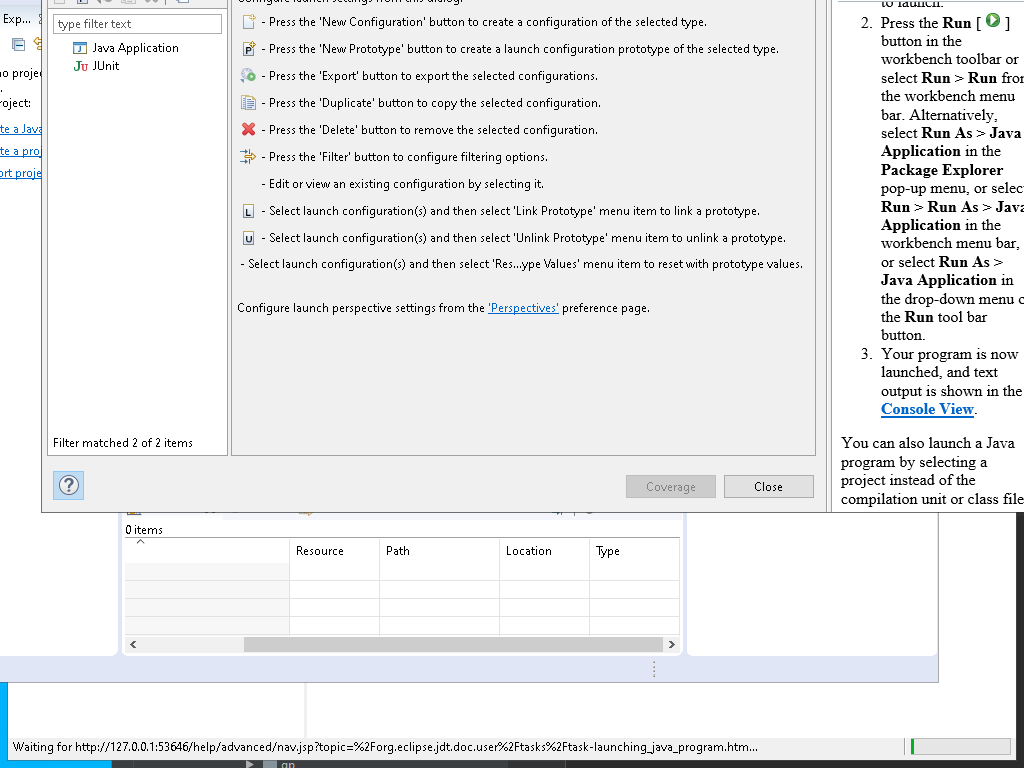 Exp...
no projec
.
roject:
te a Java
te a proj
ort proje
Configure launch settings from this dialog:
type filter text
Java Application
JUnit
Filter matched 2 of 2 items
- Press the 'New Configuration' button to create a configuration of the selected type.
- Press the 'New Prototype' button to create a launch configuration prototype of the selected type.
- Press the 'Export' button to export the selected configurations.
- Press the 'Duplicate' button to copy the selected configuration.
- Press the 'Delete' button to remove the selected configuration.
- Press the 'Filter' button to configure filtering options.
- Edit or view an existing configuration by selecting it.
- Select launch configuration(s) and then select 'Link Prototype' menu item to link a prototype.
- Select launch configuration(s) and then select 'Unlink Prototype' menu item to unlink a prototype.
- Select launch configuration(s) and then select 'Res...ype Values' menu item to reset with prototype values.
Configure launch perspective settings from the 'Perspectives' preference page.
Coverage
Close
to launch.
2. Press the Run [ ]
button in the
workbench toolbar or
select Run > Run from
the workbench menu
bar. Alternatively,
select Run As > Java
Application in the
Package Explorer
pop-up menu, or select
Run > Run As > Java
Application in the
workbench menu bar,
or select Run As >
Java Application in
the drop-down menu o
the Run tool bar
button.
3. Your program is now
launched, and text
output is shown in the
Console View.
You can also launch a Java
program by selecting a
project instead of the
compilation unit or class file
0 items
Resource Path Location Type
Waiting for http://127.0.0.1:53646/help/advanced/nav.jsp?topic=%2Forg.eclipse.jdt.doc.user%2Ftasks%2Ftask-launching_java_program.htm...
gp